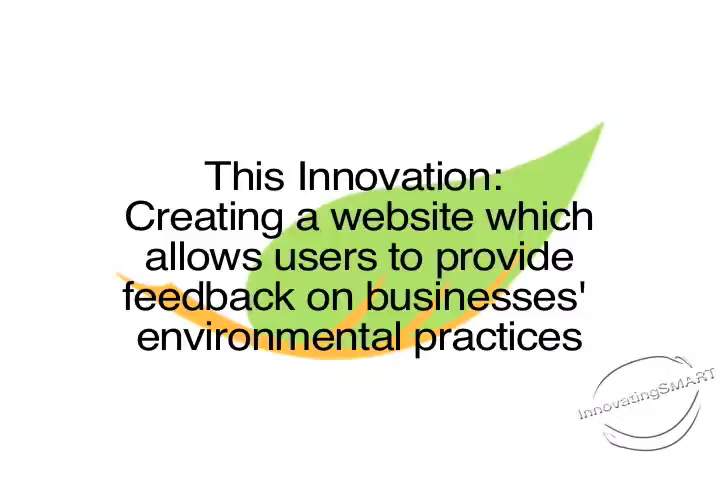 This Innovation:
Creating a website which
allows users to provide
feedback on businesses'
environmental practices
InnovatingSMART